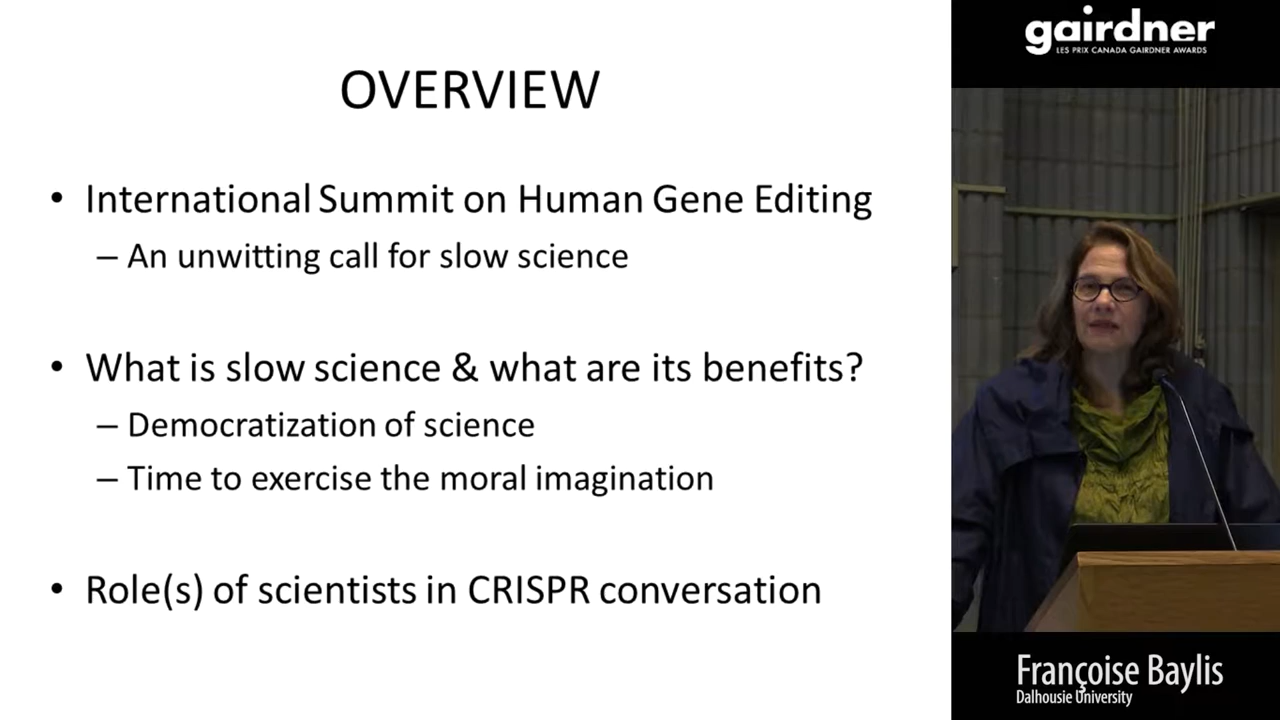 OVERVIEW
• International Summit on Human Gene Editing
– An unwitting call for slow science
• What is slow science & what are its benefits?
– Democratization of science
– Time to exercise the moral imagination
• Role(s) of scientists in CRISPR conversation
gairdner
LES PRIX CANADA GAIRDNER AWARDS
Françoise Baylis
Dalhousie University